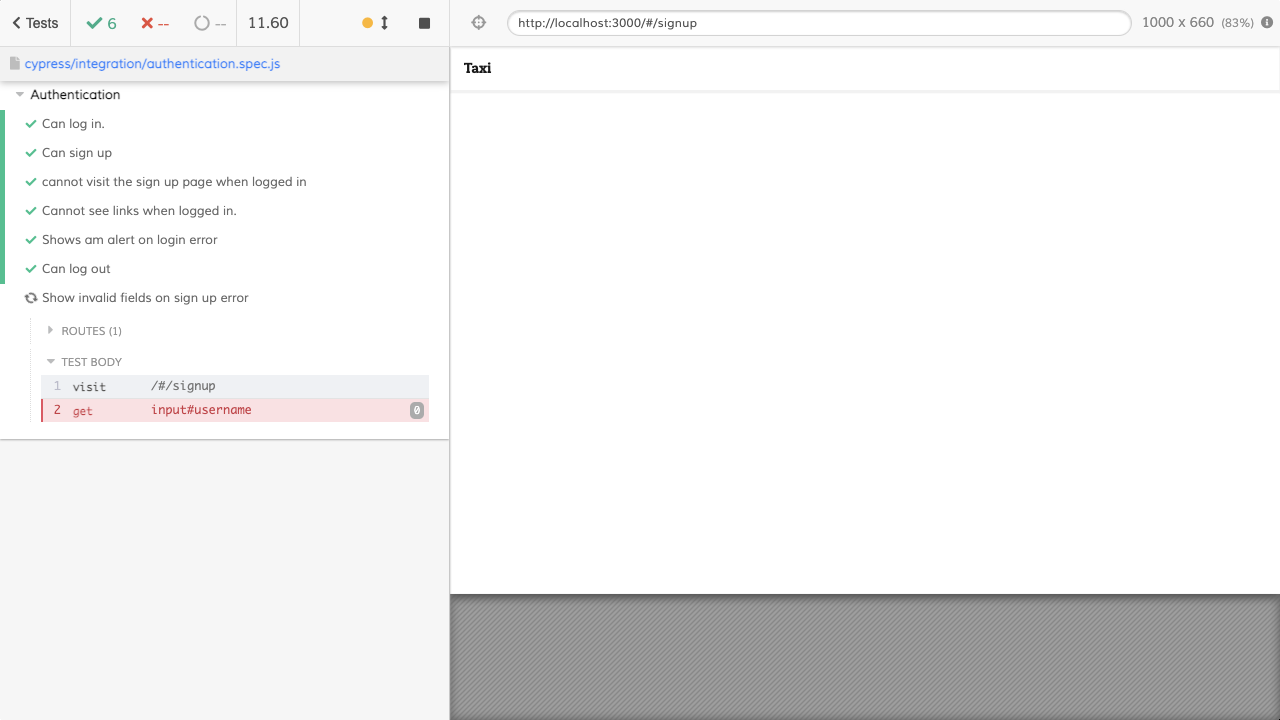 Tests
6
--
--
11.60
http://localhost:3000/#/signup
1000 x 660 (83%)
cypress/integration/authentication.spec.js
Taxi
Authentication
Can log in.
Can sign up
cannot visit the sign up page when logged in
Cannot see links when logged in.
Shows am alert on login error
Can log out
Show invalid fields on sign up error
ROUTES (1)
TEST BODY
1 visit /#/signup
2 get input#username 0